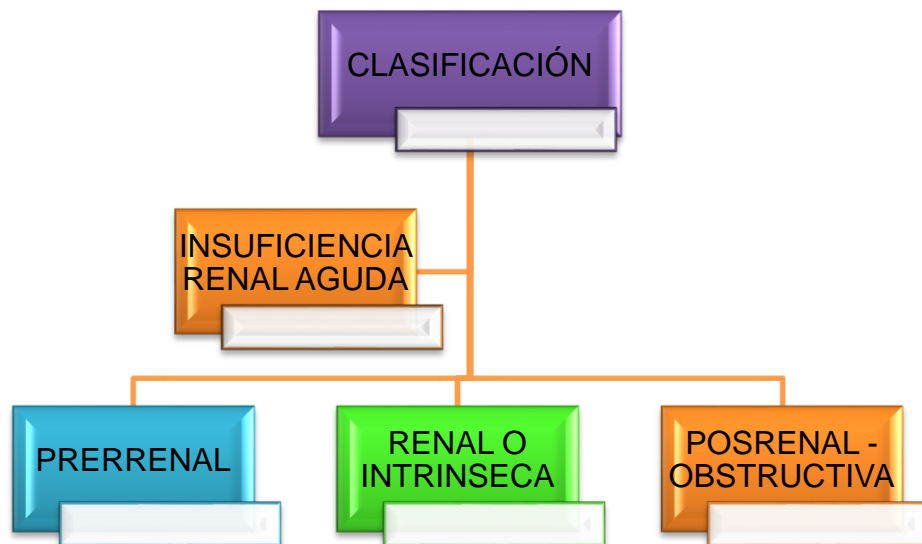 CLASIFICACIÓN
INSUFICIENCIA
RENAL AGUDA
PRERRENAL
RENAL O
INTRINSECA
POSRENAL -
OBSTRUCTIVA